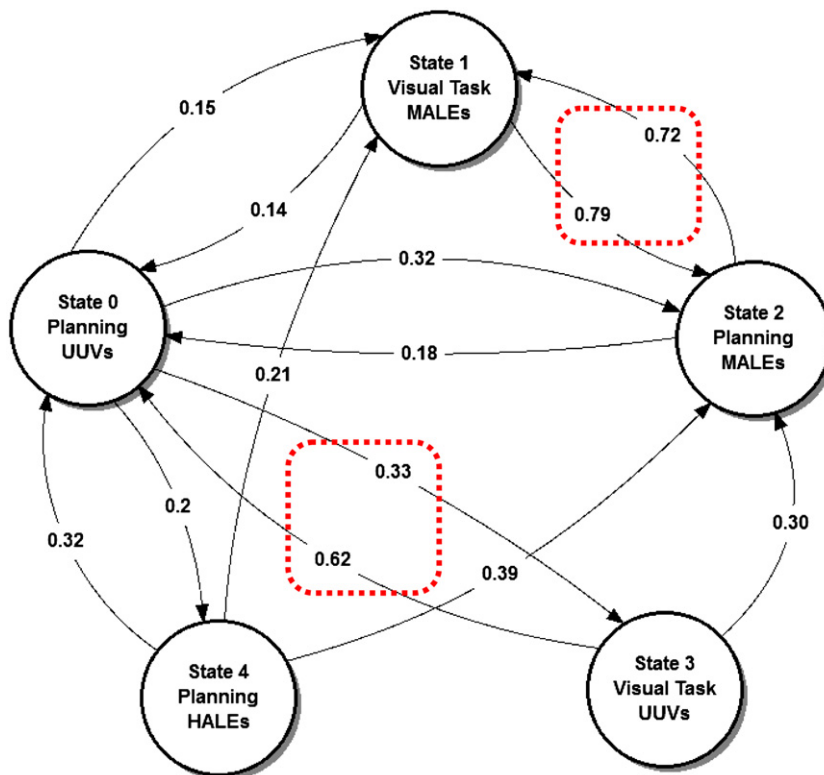 State 1
Visual Task
MALEs
0.15
0.72
0.14
0.79
0.32
State 0
Planning
UUVs
State 2
Planning
MALEs
0.18
0.21
0.33
0.2
0.30
0.32
0.62
0.39
State 4
Planning
HALEs
State 3
Visual Task
UUVs